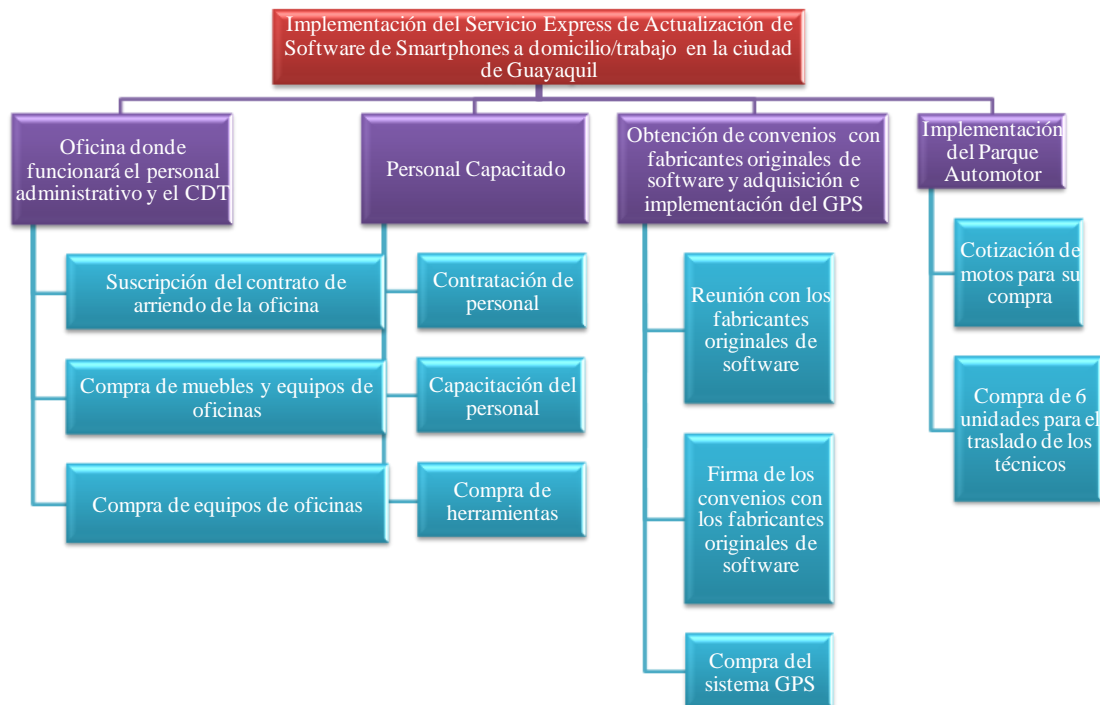 Implementación del Servicio Express de Actualización de
Software de Smartphones a domicilio/trabajo en la ciudad
de Guayaquil
Oficina donde
funcionará el personal
administrativo y el CDT
Suscripción del contrato de
arriendo de la oficina
Compra de muebles y equipos de
oficinas
Compra de equipos de oficinas
Personal Capacitado
Contratación de
personal
Capacitación del
personal
Compra de
herramientas
Obtención de convenios con
fabricantes originales de
software y adquisición e
implementación del GPS
Reunión con los
fabricantes
originales de
software
Firma de los
convenios con
los fabricantes
originales de
software
Compra del
sistema GPS
Implementación
del Parque
Automotor
Cotización de
motos para su
compra
Compra de 6
unidades para el
traslado de los
técnicos